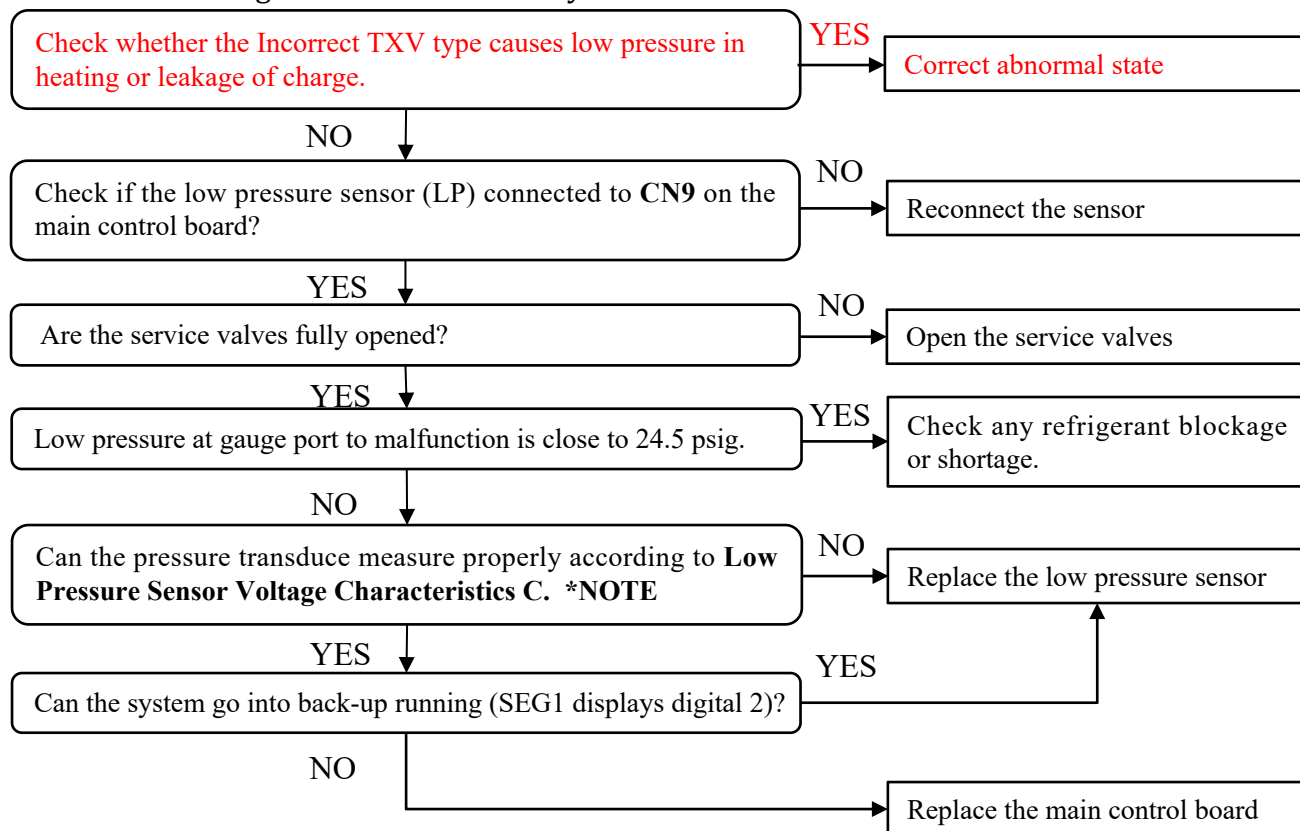 Check whether the Incorrect TXV type causes low pressure in
heating or leakage of charge.
YES
Correct abnormal state
NO
Check if the low pressure sensor (LP) connected to CN9 on the
main control board?
NO
Reconnect the sensor
YES
Are the service valves fully opened?
NO
Open the service valves
YES
Low pressure at gauge port to malfunction is close to 24.5 psig.
YES
Check any refrigerant blockage
or shortage.
NO
Can the pressure transduce measure properly according to Low
Pressure Sensor Voltage Characteristics C. *NOTE
NO
Replace the low pressure sensor
YES
Can the system go into back-up running (SEG1 displays digital 2)?
YES
NO
Replace the main control board